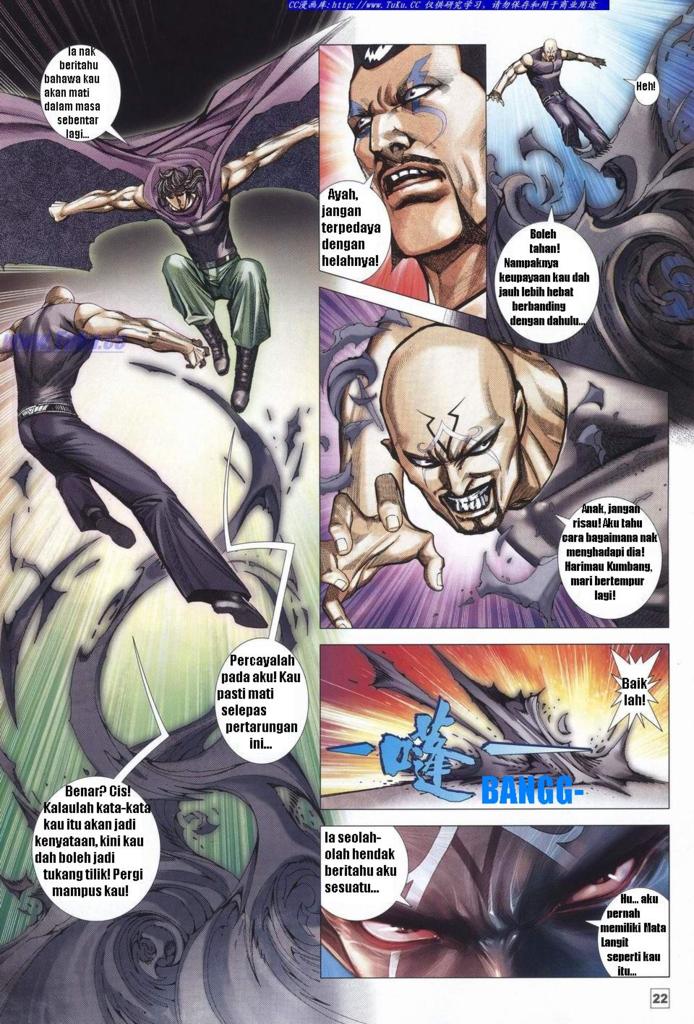 CC漫画库:http://www.TuKu.CC 仅供研究学习，请勿保存和用于商业用途
Ia nak
beritahu
bahawa kau
akan mati
dalam masa
sebentar
lagi...
www.TuKu.cc
Percayalah
pada aku! Kau
pasti mati
selepas
pertarungan
ini...
Benar? Cis!
Kalaulah kata-kata
kau itu akan jadi
kenyataan, kini kau
dah boleh jadi
tukang tilik! Pergi
mampus kau!
Ayah,
jangan
terpedaya
dengan
helahnya!
Heh!
Boleh
tahan!
Nampaknya
keupayaan kau dah
jauh lebih hebat
berbanding
dengan dahulu...
Anak, jangan
risau! Aku tahu
cara bagaimana nak
menghadapi dia!
Harimau Kumbang,
mari bertempur
lagi!
Baik
lah!
噠
BANGG-
Ia seolah-
olah hendak
beritahu aku
sesuatu...
Hu... aku
pernah
memiliki Mata
Langit
seperti kau
itu...
22